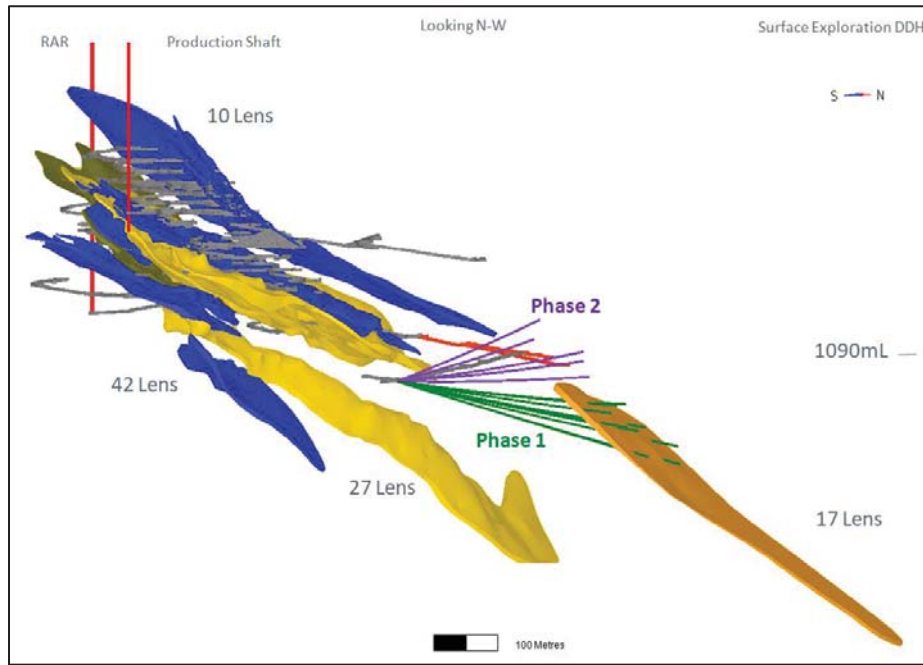 Looking N-W
RAR
Production Shaft
Surface Exploration DDH
S N
10 Lens
Phase 2
1090mL
42 Lens
Phase 1
27 Lens
17 Lens
100 Metres